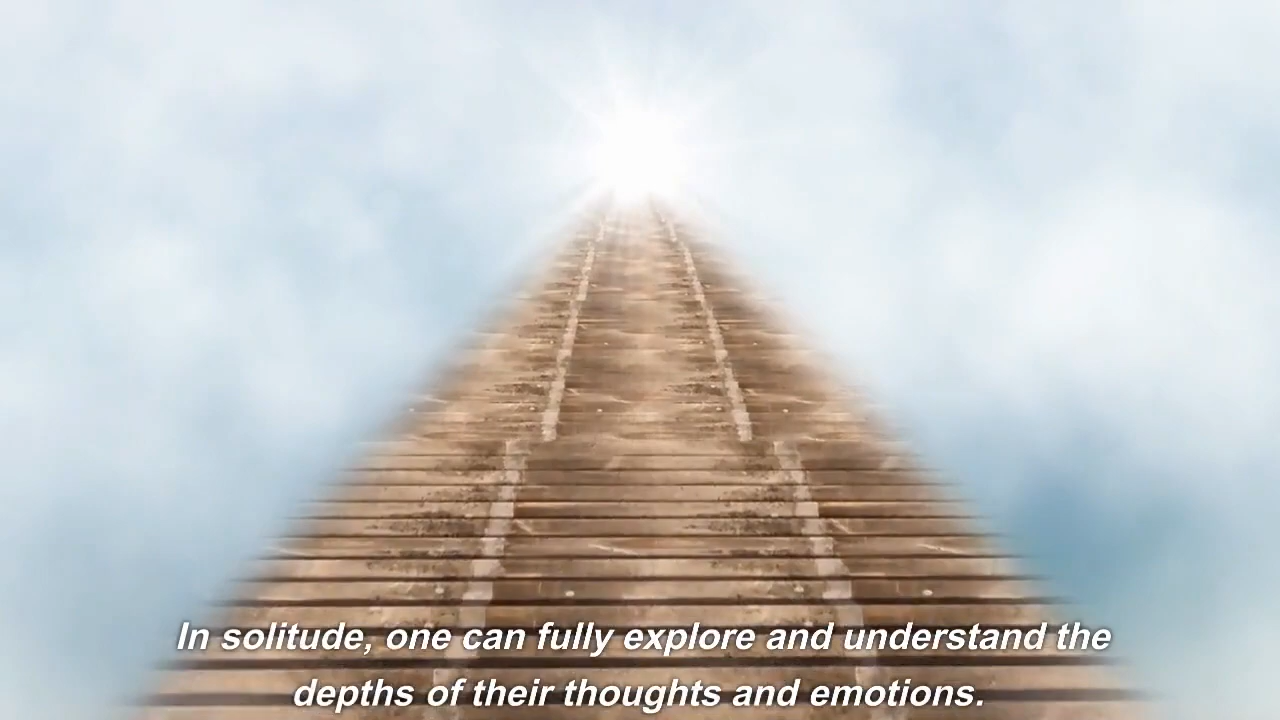 In solitude, one can fully explore and understand the
depths of their thoughts and emotions.